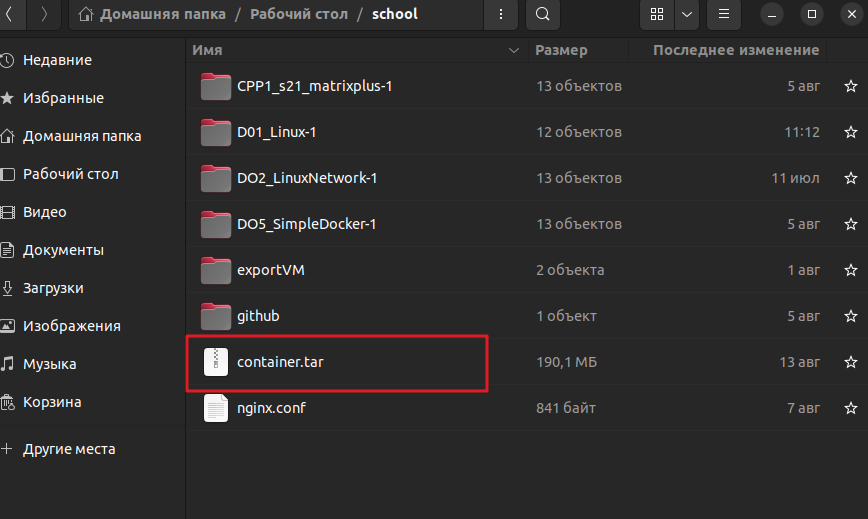 Домашняя папка / Рабочий стол / school
Имя Размер Последнее изменение
Недавние
Избранные
Домашняя папка
Рабочий стол
Видео
Документы
Загрузки
Изображения
Музыка
Корзина
Другие места
CPP1_s21_matrixplus-1 13 объектов 5 авг
D01_Linux-1 12 объектов 11:12
DO2_LinuxNetwork-1 13 объектов 11 июл
DO5_SimpleDocker-1 13 объектов 5 авг
exportVM 2 объекта 1 авг
github 1 объект 5 авг
container.tar 190,1 МБ 13 авг
nginx.conf 841 байт 7 авг